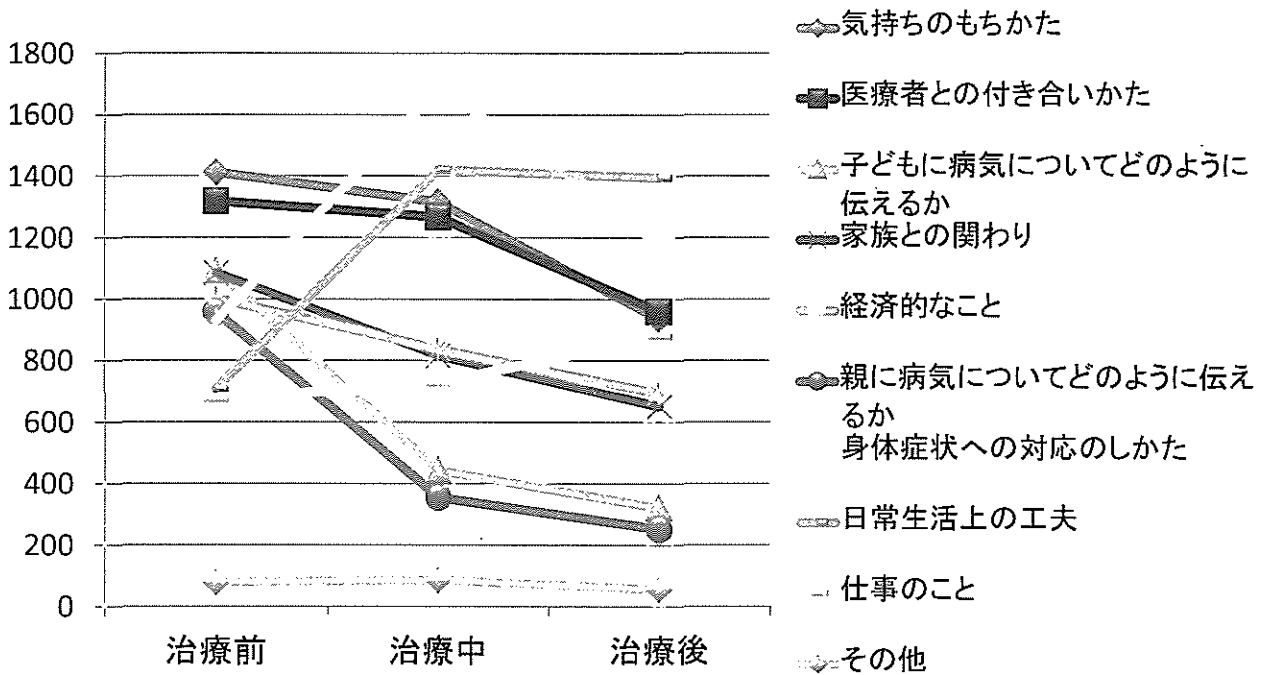 1800
1600
1400
1200
1000
800
600
400
200
0
治療前
治療中
治療後
気持ちのもちかた
医療者との付き合いかた
子どもに病気についてどのように
伝えるか
家族との関わり
経済的なこと
親に病気についてどのように伝え
るか
身体症状への対応のしかた
日常生活上の工夫
仕事のこと
その他